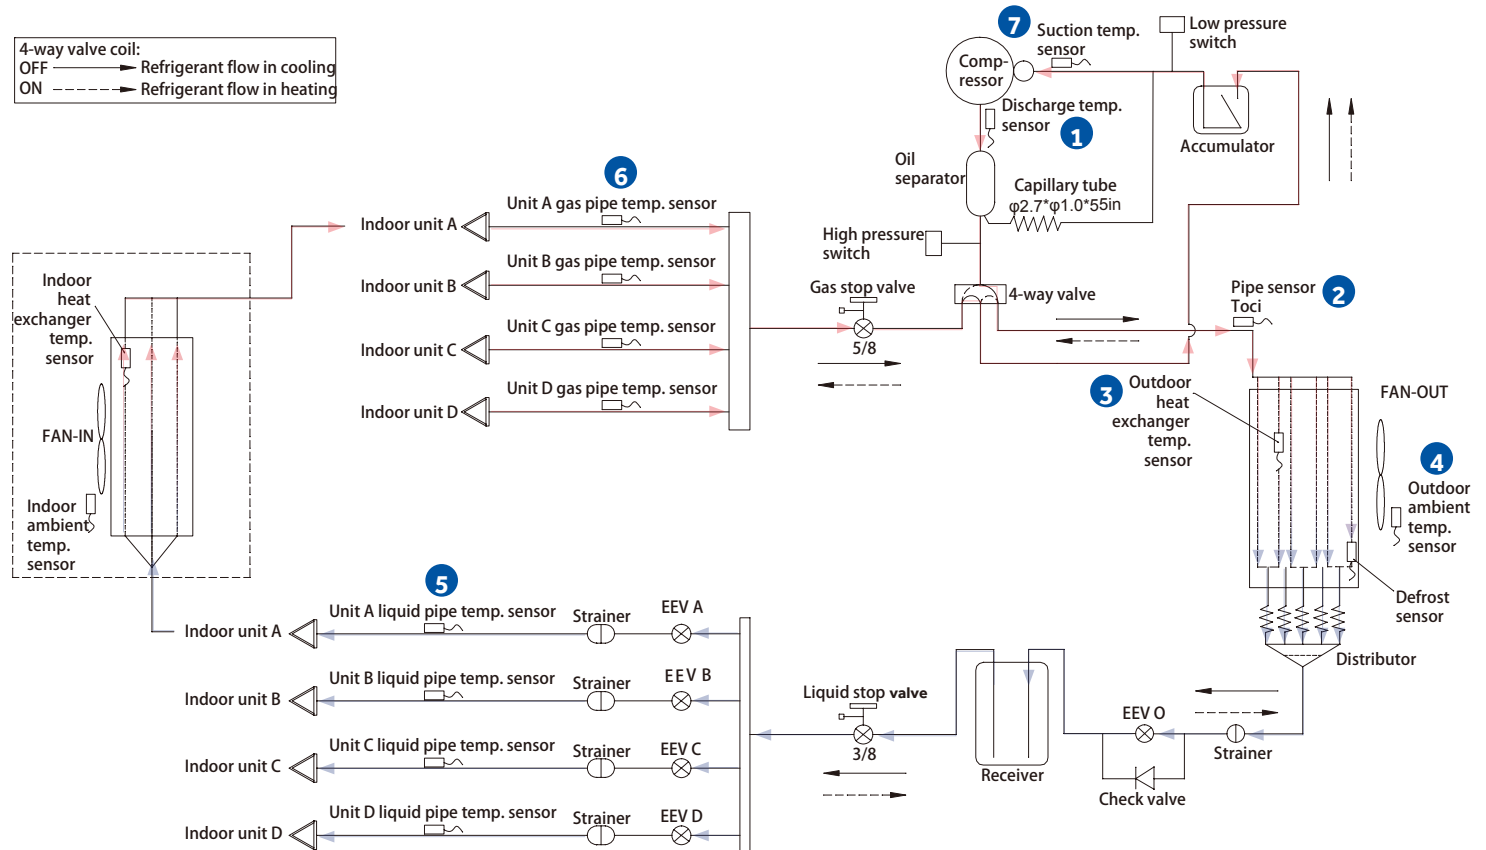 4-way valve coil:
OFF Refrigerant flow in cooling
ON Refrigerant flow in heating
7
Suction temp.
sensor
Low pressure
switch
Comp-
ressor
Discharge temp.
sensor
1
Accumulator
Oil
separator
Capillary tube
φ2.7*φ1.0*55in
High pressure
switch
4-way valve
Gas stop valve
5/8
6
Unit A gas pipe temp. sensor
Indoor unit A
Unit B gas pipe temp. sensor
Indoor unit B
Unit C gas pipe temp. sensor
Indoor unit C
Unit D gas pipe temp. sensor
Indoor unit D
Indoor
heat
exchanger
temp.
sensor
FAN-IN
Indoor
ambient
temp.
sensor
Pipe sensor
Toci
2
3
Outdoor
heat
exchanger
temp.
sensor
FAN-OUT
4
Outdoor
ambient
temp.
sensor
Defrost
sensor
Distributor
5
Unit A liquid pipe temp. sensor
Strainer
EEV A
Indoor unit A
Unit B liquid pipe temp. sensor
Strainer
EEV B
Indoor unit B
Unit C liquid pipe temp. sensor
Strainer
EEV C
Indoor unit C
Unit D liquid pipe temp. sensor
Strainer
EEV D
Indoor unit D
Liquid stop valve
3/8
Receiver
EEV O
Strainer
Check valve